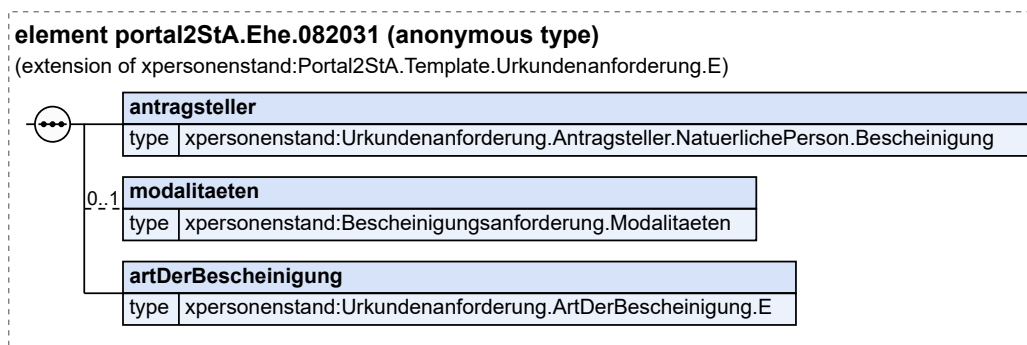 element portal2StA.Ehe.082031 (anonymous type)
(extension of xpersonenstand:Portal2StA.Template.Urkundenanforderung.E)
antragsteller
type xpersonenstand:Urkundenanforderung.Antragsteller.NatuerlichePerson.Bescheinigung
0..1 modalitaeten
type xpersonenstand:Bescheinigungsanforderung.Modalitaeten
artDerBescheinigung
type xpersonenstand:Urkundenanforderung.ArtDerBescheinigung.E